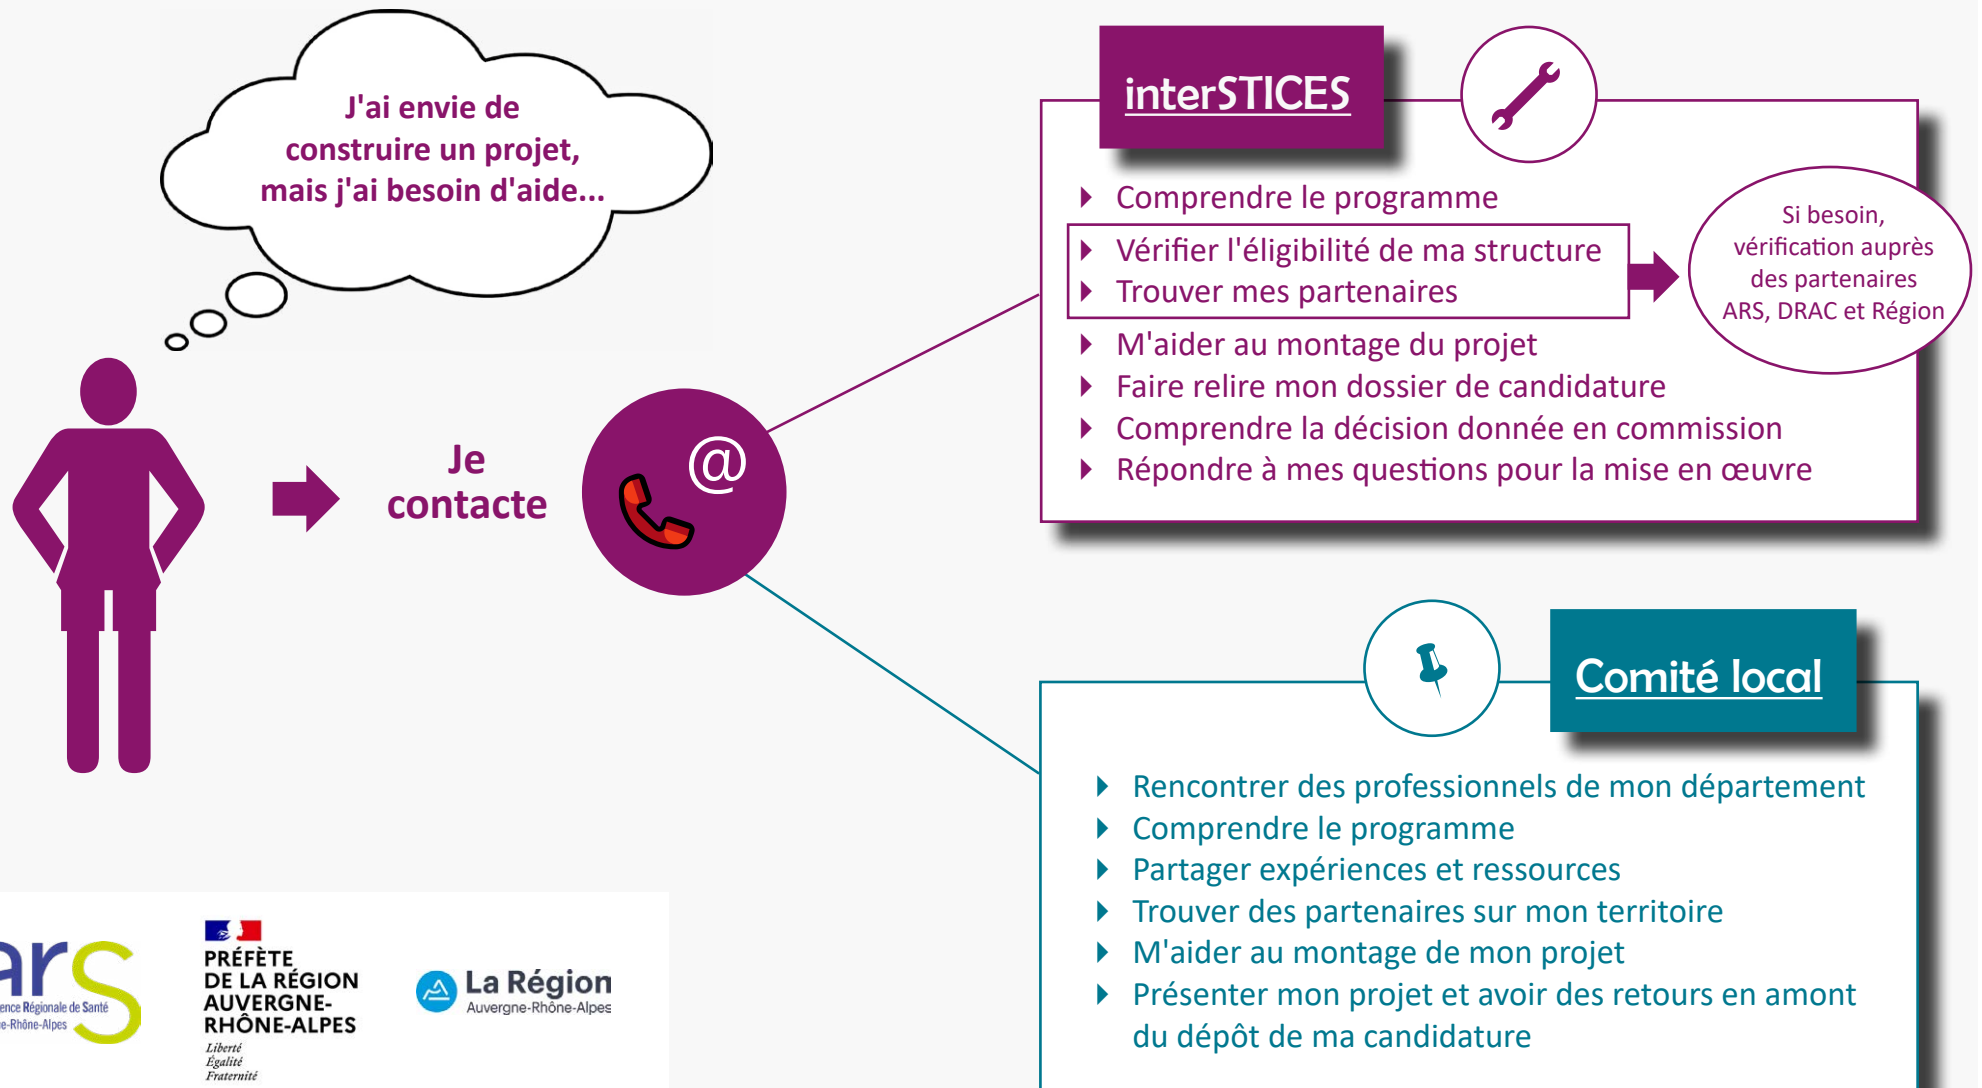 J'ai envie de
construire un projet,
mais j'ai besoin d'aide...
Je
contacte
@
interSTICES
Comprendre le programme
Vérifier l'éligibilité de ma structure
Trouver mes partenaires
M'aider au montage du projet
Faire relire mon dossier de candidature
Comprendre la décision donnée en commission
Répondre à mes questions pour la mise en œuvre
Si besoin,
vérification auprès
des partenaires
ARS, DRAC et Région
Comité local
Rencontrer des professionnels de mon département
Comprendre le programme
Partager expériences et ressources
Trouver des partenaires sur mon territoire
M'aider au montage de mon projet
Présenter mon projet et avoir des retours en amont
du dépôt de ma candidature
ars
Régionale de Santé
Rhône-Alpes
PRÉFÈTE
DE LA RÉGION
AUVERGNE-
RHÔNE-ALPES
Liberté
Égalité
Fraternité
La Région
Auvergne-Rhône-Alpes